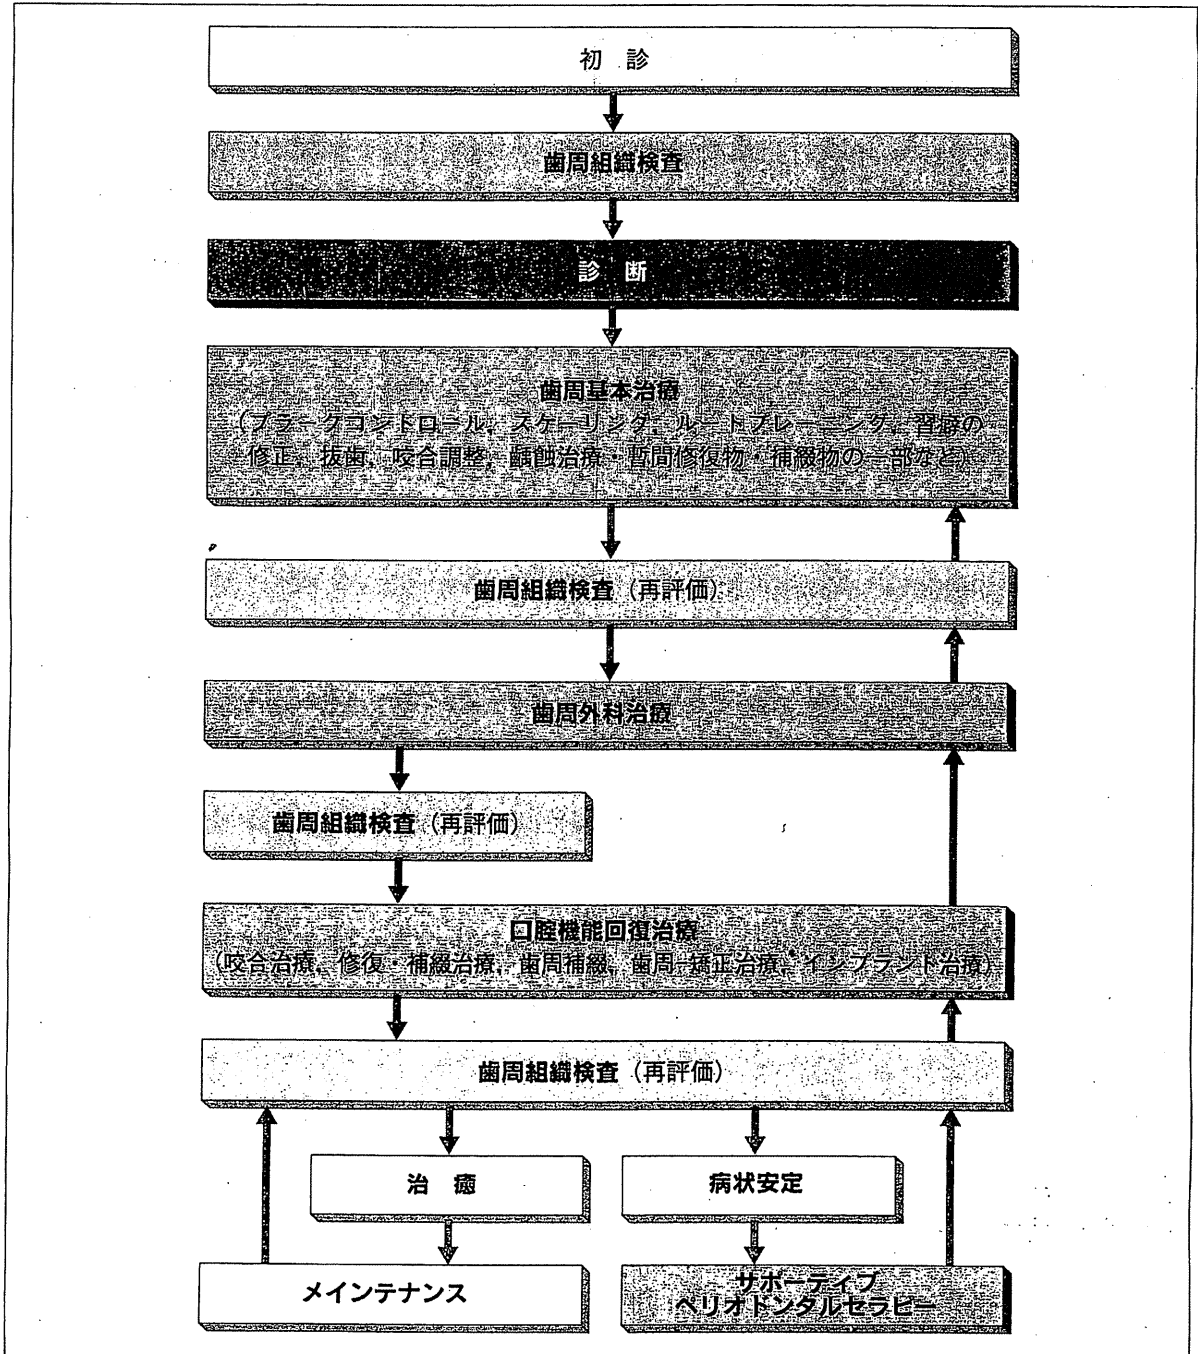 初 診
歯周組織検査
診 断
歯周基本治療
(プラークコントロール, スケーリング, ルートプレーニング, 習癖の
修正, 抜歯, 咬合調整, 齲蝕治療・暫間修復物・補綴物の一部など)
歯周組織検査 (再評価)
歯周外科治療
歯周組織検査 (再評価)
口腔機能回復治療
(咬合治療, 修復・補綴治療, 歯周補綴, 歯周-矯正治療, インプラント治療)
歯周組織検査 (再評価)
治 癒
病状安定
メインテナンス
サポーティブ
ペリオドンタルセラピー